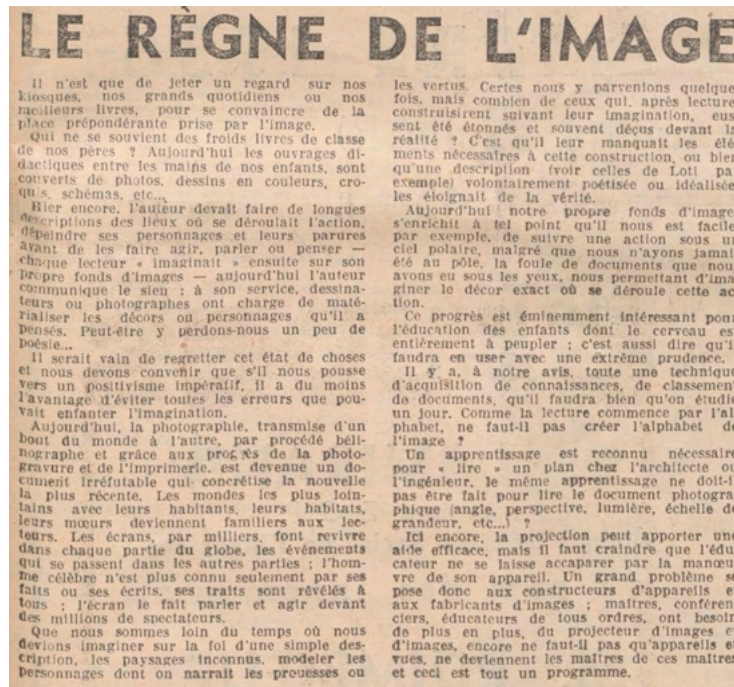 LE RÈGNE DE L'IMAGE
Il n'est que de jeter un regard sur nos
kiosques, nos grands quotidiens ou nos
meilleurs livres, pour se convaincre de la
place prépondérante prise par l'image.
Qui ne se souvient des froids livres de classe
de nos pères ? Aujourd'hui les ouvrages di-
dactiques entre les mains de nos enfants, sont
couverts de photos, dessins en couleurs, cro-
quis, schémas, etc...
Hier encore, l'auteur devait faire de longues
descriptions des lieux où se déroulait l'action,
dépeindre ses personnages et leurs parures
avant de les faire agir, parler ou penser —
chaque lecteur « imaginait » ensuite sur son
propre fonds d'images — aujourd'hui l'auteur
communique le sien : à son service, dessina-
teurs ou photographes ont charge de maté-
rialiser les décors ou personnages qu'il a
pensés. Peut-être y perdons-nous un peu de
poésie...
Il serait vain de regretter cet état de choses
et nous devons convenir que s'il nous pousse
vers un positivisme impératif, il a du moins
l'avantage d'éviter toutes les erreurs que pou-
vait enfanter l'imagination.
Aujourd'hui, la photographie, transmise d'un
bout du monde à l'autre, par procédé béli-
nographe et grâce aux progrès de la photo-
gravure et de l'imprimerie, est devenue un do-
cument irréfutable qui concrétise la nouvelle
la plus récente. Les mondes les plus loin-
tains avec leurs habitants, leurs habitats,
leurs mœurs deviennent familiers aux lec-
teurs. Les écrans, par milliers, font revivre
dans chaque partie du globe, les événements
qui se passent dans les autres parties ; l'hom-
me célèbre n'est plus connu seulement par ses
faits ou ses écrits, ses traits sont révélés à
tous ; l'écran le fait parler et agir devant
des millions de spectateurs.
Que nous sommes loin du temps où nous
devions imaginer sur la foi d'une simple des-
cription, les paysages inconnus, modeler les
personnages dont on narrait les prouesses ou
les vertus. Certes nous y parvenions quelque
fois, mais combien de ceux qui, après lecture
construisirent suivant leur imagination, eus
sent été étonnés et souvent déçus devant la
réalité ? C'est qu'il leur manquait les élé
ments nécessaires à cette construction, ou bien
qu'une description (voir celles de Loti pa
exemple) volontairement poétisée ou idéalisée
les éloignait de la vérité.
Aujourd'hui notre propre fonds d'image
s'enrichit à tel point qu'il nous est facile
par exemple, de suivre une action sous un
ciel polaire, malgré que nous n'ayons jamais
été au pôle, la foule de documents que nou
avons eu sous les yeux, nous permettant d'ima
giner le décor exact où se déroule cette ac
tion.
Ce progrès est éminemment intéressant pour
l'éducation des enfants dont le cerveau es
entièrement à peupler ; c'est aussi dire qu'i
faudra en user avec une extrême prudence.
Il y a, à notre avis, toute une technique
d'acquisition de connaissances, de classement
de documents, qu'il faudra bien qu'on étudie
un jour. Comme la lecture commence par l'al
phabet, ne faut-il pas créer l'alphabet de
l'image ?
Un apprentissage est reconnu nécessaire
pour « lire » un plan chez l'architecte ou
l'ingénieur, le même apprentissage ne doit-i
pas être fait pour lire le document photogra
phique (angle, perspective, lumière, échelle de
grandeur, etc...) ?
Ici encore, la projection peut apporter une
aide efficace, mais il faut craindre que l'édu
cateur ne se laisse accaparer par la manœu
vre de son appareil. Un grand problème se
pose donc aux constructeurs d'appareils e
aux fabricants d'images ; maîtres, conféren
ciers, éducateurs de tous ordres, ont besoin
de plus en plus, du projecteur d'images e
d'images, encore ne faut-il pas qu'appareils e
vues, ne deviennent les maîtres de ces maîtres
et ceci est tout un programme.